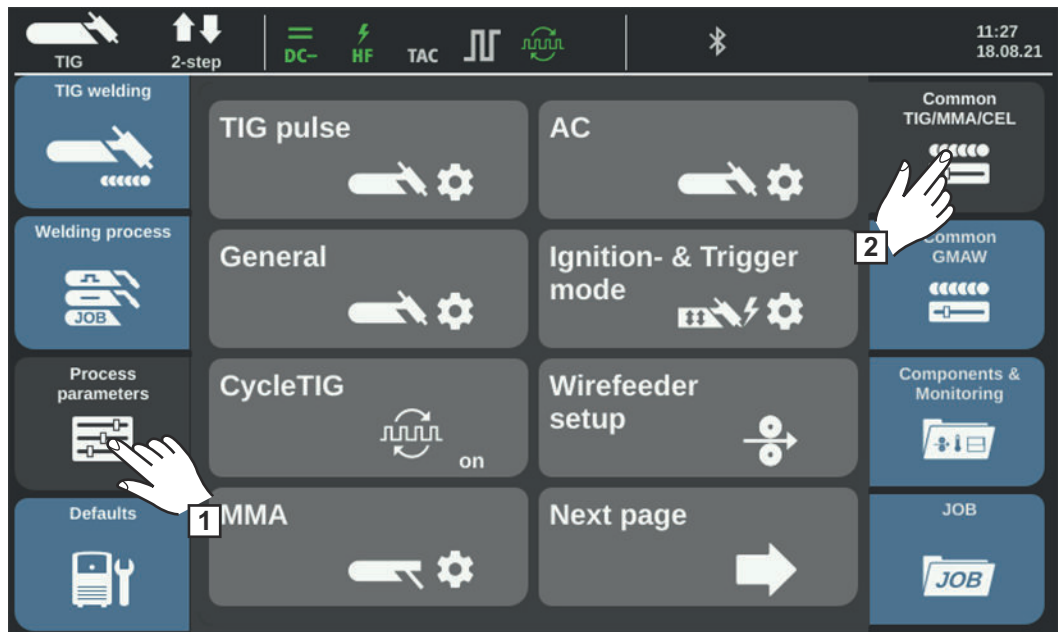 TIG
2-step
DC–
HF
TAC
11:27
18.08.21
TIG welding
Welding process
JOB
Process
parameters
1
Defaults
TIG pulse
AC
General
Ignition- & Trigger
mode
CycleTIG
on
Wirefeeder
setup
MMA
Next page
Common
TIG/MMA/CEL
2
Common
GMAW
Components &
Monitoring
JOB
JOB